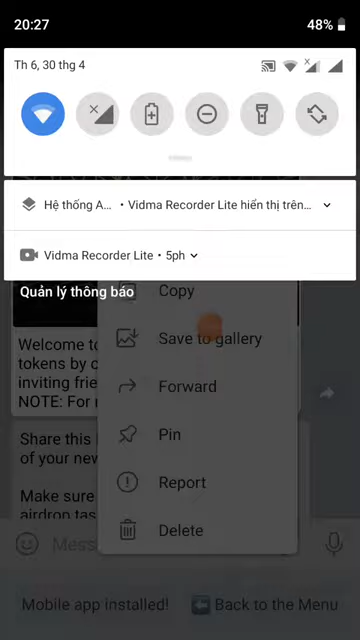 20:27
48%
Th 6, 30 thg 4
Hệ thống A... • Vidma Recorder Lite hiển thị trên...
Vidma Recorder Lite • 5ph
Quản lý thông báo
Copy
Save to gallery
Forward
Pin
Report
Delete
Welcome to
tokens by c
inviting frie
NOTE: For
Share this
of your new
Make sure
airdrop tas
Mess
Mobile app installed!
Back to the Menu